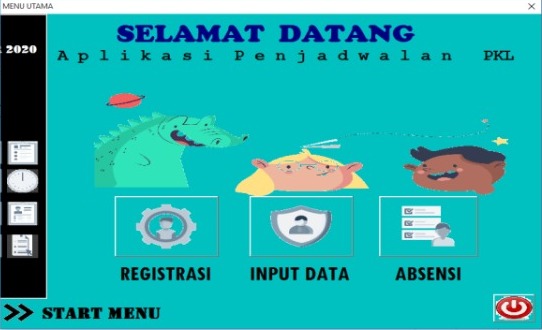 MENU UTAMA
SELAMAT DATANG
2020
Aplikasi Penjadwalan PKL
REGISTRASI
INPUT DATA
ABSENSI
>> START MENU